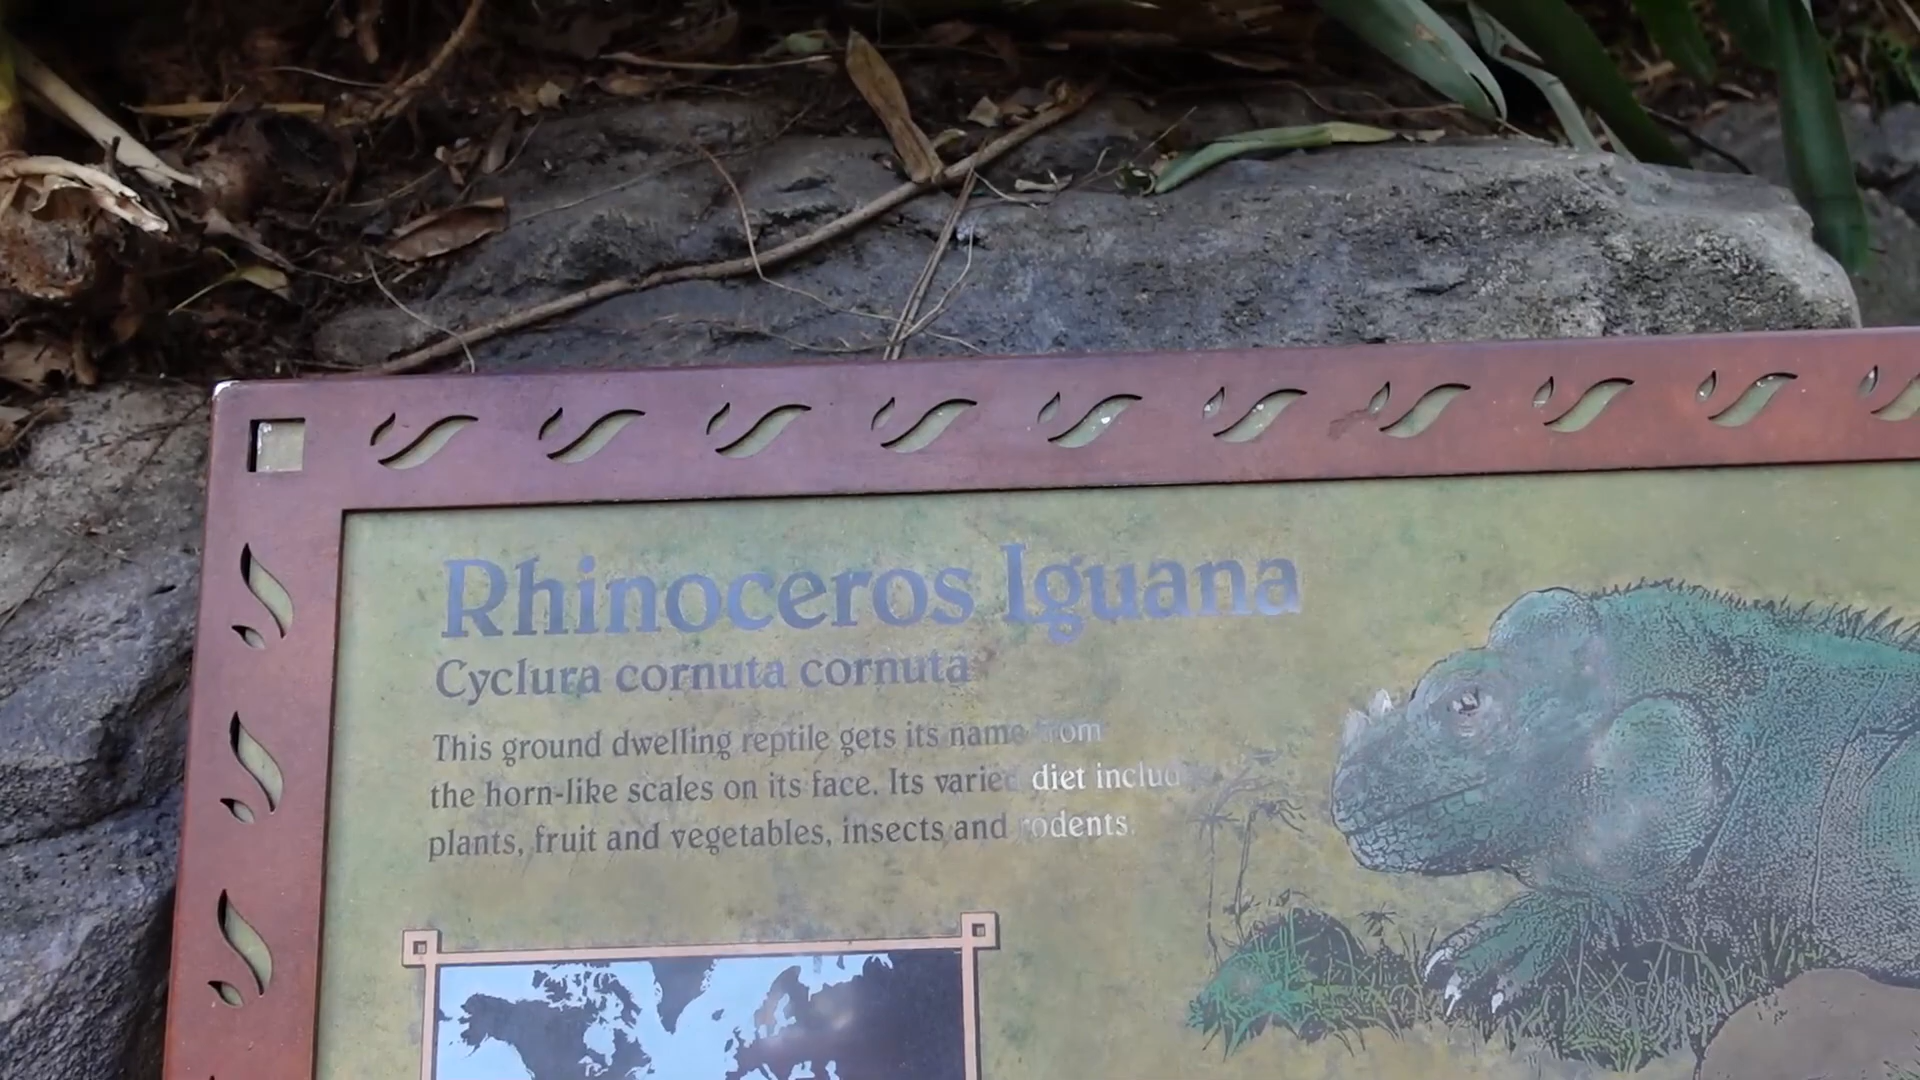 Rhinoceros Iguana
Cyclura cornuta cornuta
This ground dwelling reptile gets its name from
the horn-like scales on its face. Its varied diet includes
plants, fruit and vegetables, insects and rodents.